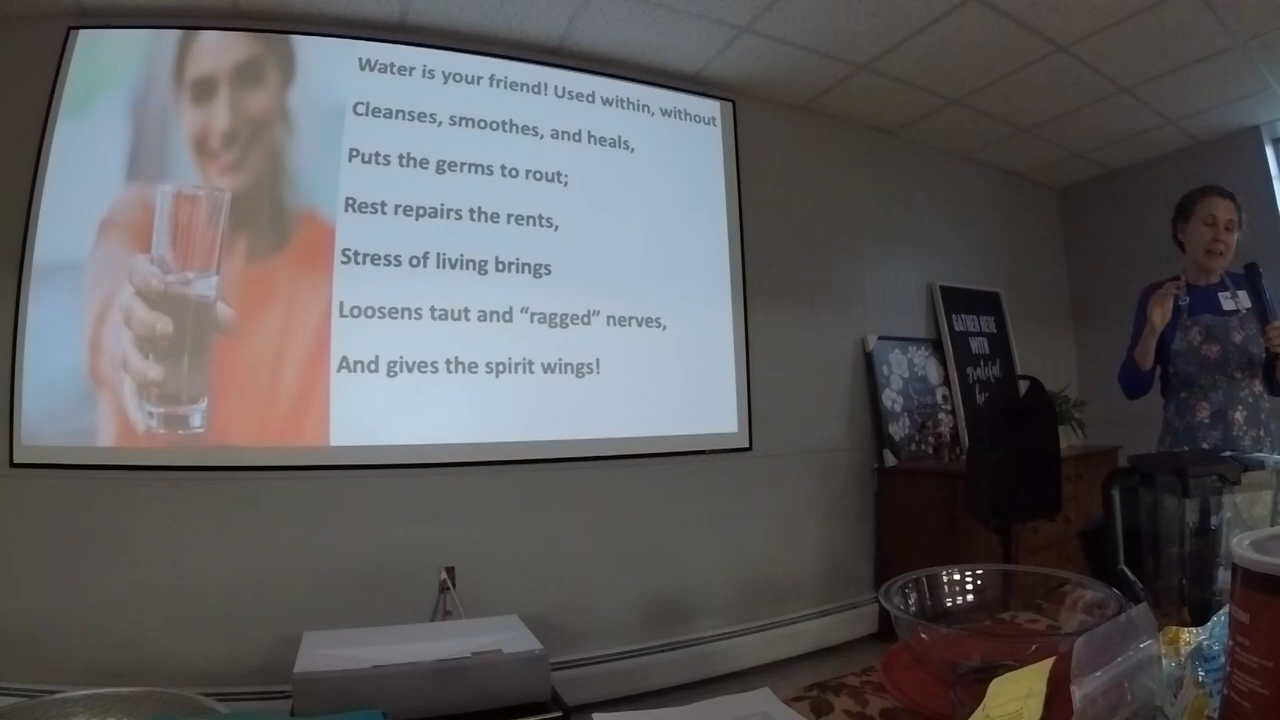 Water is your friend! Used within, without
Cleanses, smoothes, and heals,
Puts the germs to rout;
Rest repairs the rents,
Stress of living brings
Loosens taut and “ragged” nerves,
And gives the spirit wings!
GATHER HERE
WITH
grateful